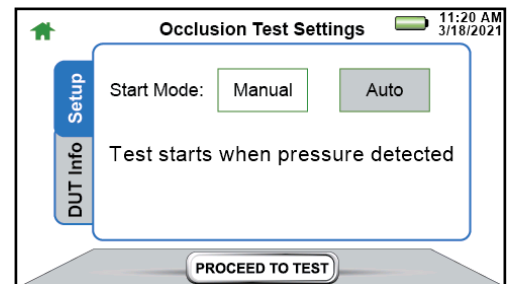 Occlusion Test Settings
11:20 AM
3/18/2021
Setup
DUT Info
Start Mode: Manual Auto
Test starts when pressure detected
PROCEED TO TEST